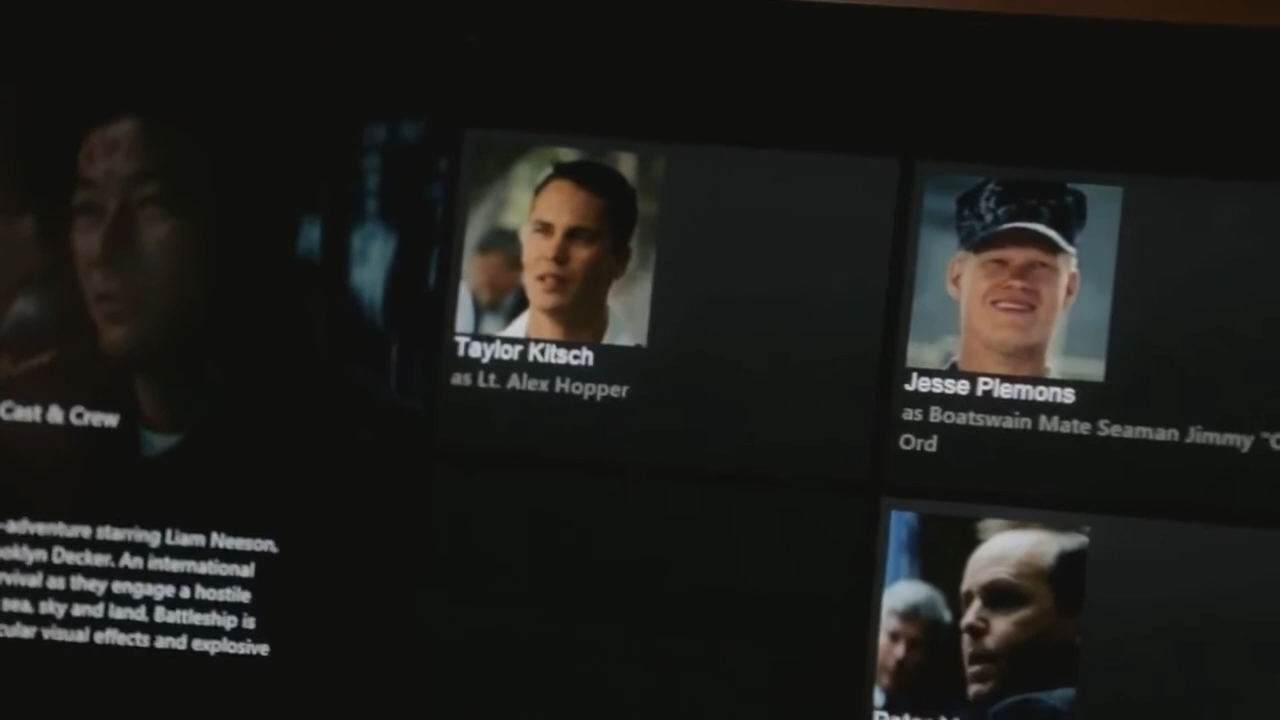 Cast & Crew
-adventure starring Liam Neeson,
oklyn Decker. An international
rvival as they engage a hostile
sea, sky and land, Battleship is
cular visual effects and explosive
Taylor Kitsch
as Lt. Alex Hopper
Jesse Plemons
as Boatswain Mate Seaman Jimmy "O
Ord